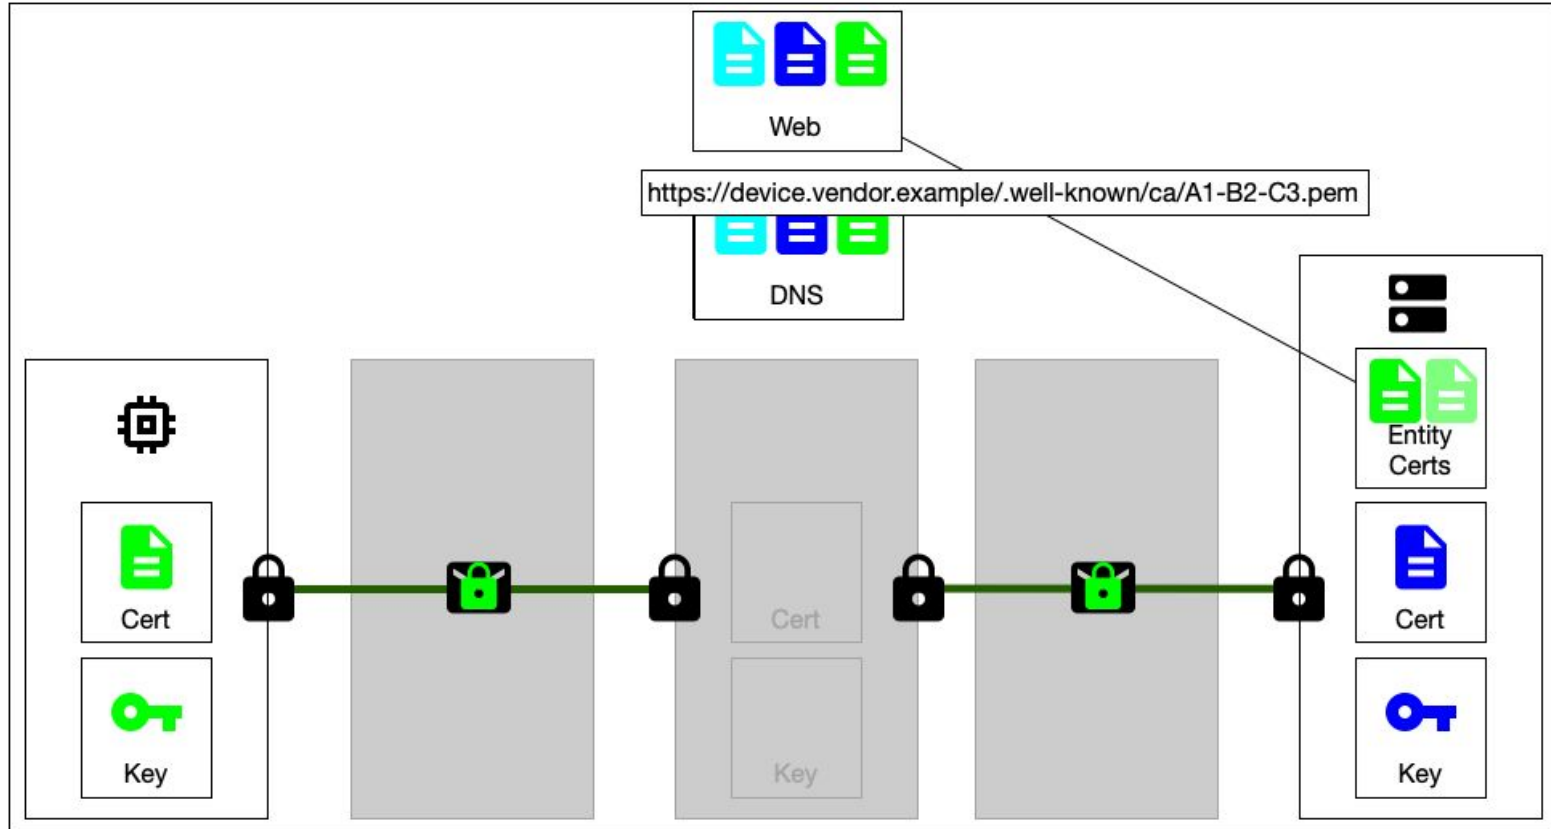 Web
https://device.vendor.example/.well-known/ca/A1-B2-C3.pem
DNS
Entity
Certs
Cert
Cert
Cert
Key
Key
Key